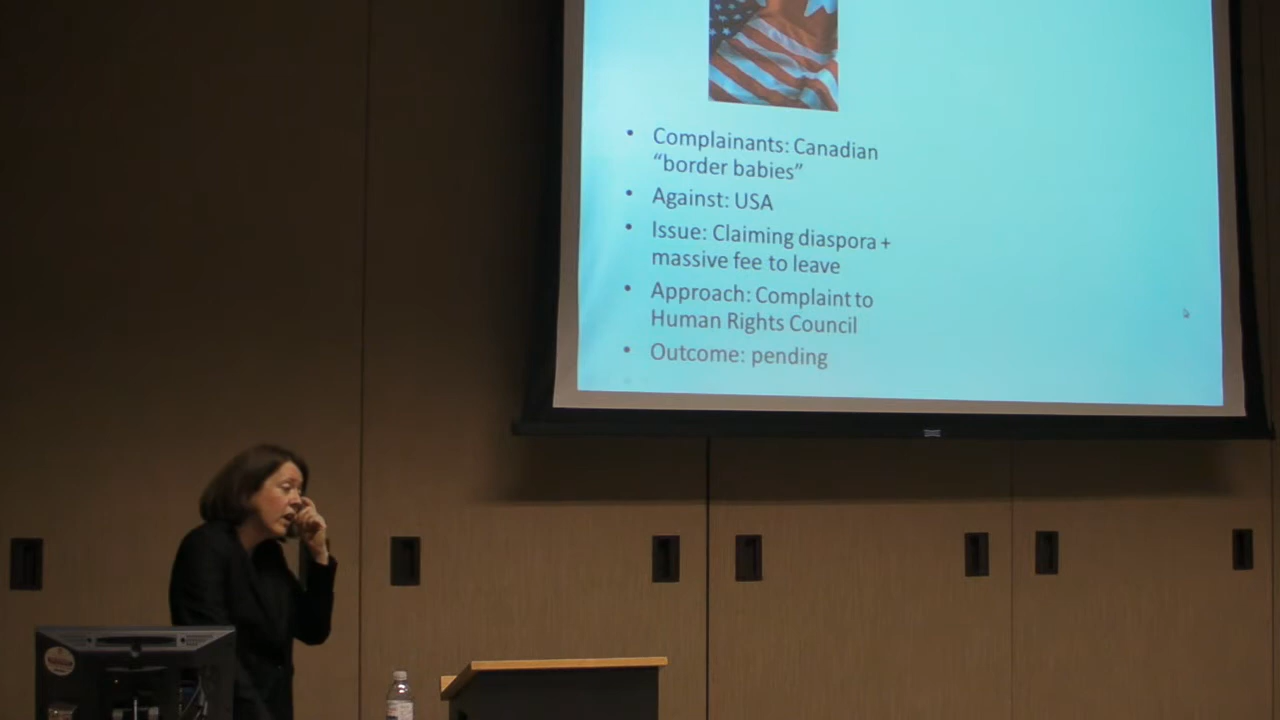 • Complainants: Canadian
“border babies”
• Against: USA
• Issue: Claiming diaspora +
massive fee to leave
• Approach: Complaint to
Human Rights Council
• Outcome: pending